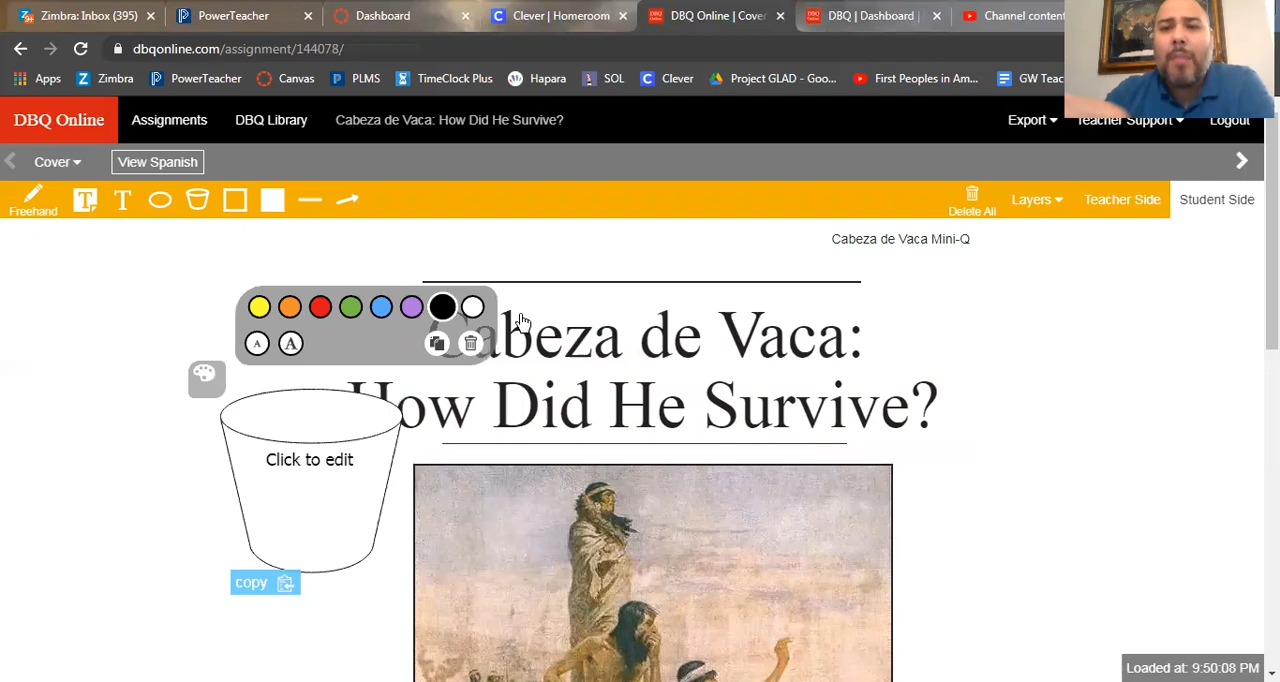 Zimbra: Inbox (395)
PowerTeacher
Dashboard
Clever | Homeroom
DBQ Online | Cove
DBQ | Dashboard |
Channel content
dbqonline.com/assignment/144078/
Apps
Zimbra
PowerTeacher
Canvas
PLMS
TimeClock Plus
Hapara
SOL
Clever
Project GLAD - Goo...
First Peoples in Am...
GW Teac
DBQ Online
Assignments
DBQ Library
Cabeza de Vaca: How Did He Survive?
Export
Teacher Support
Logout
Cover
View Spanish
Freehand
T
T
Delete All
Layers
Teacher Side
Student Side
Cabeza de Vaca Mini-Q
A
A
Cabeza de Vaca:
How Did He Survive?
Click to edit
copy
Loaded at: 9:50:08 PM